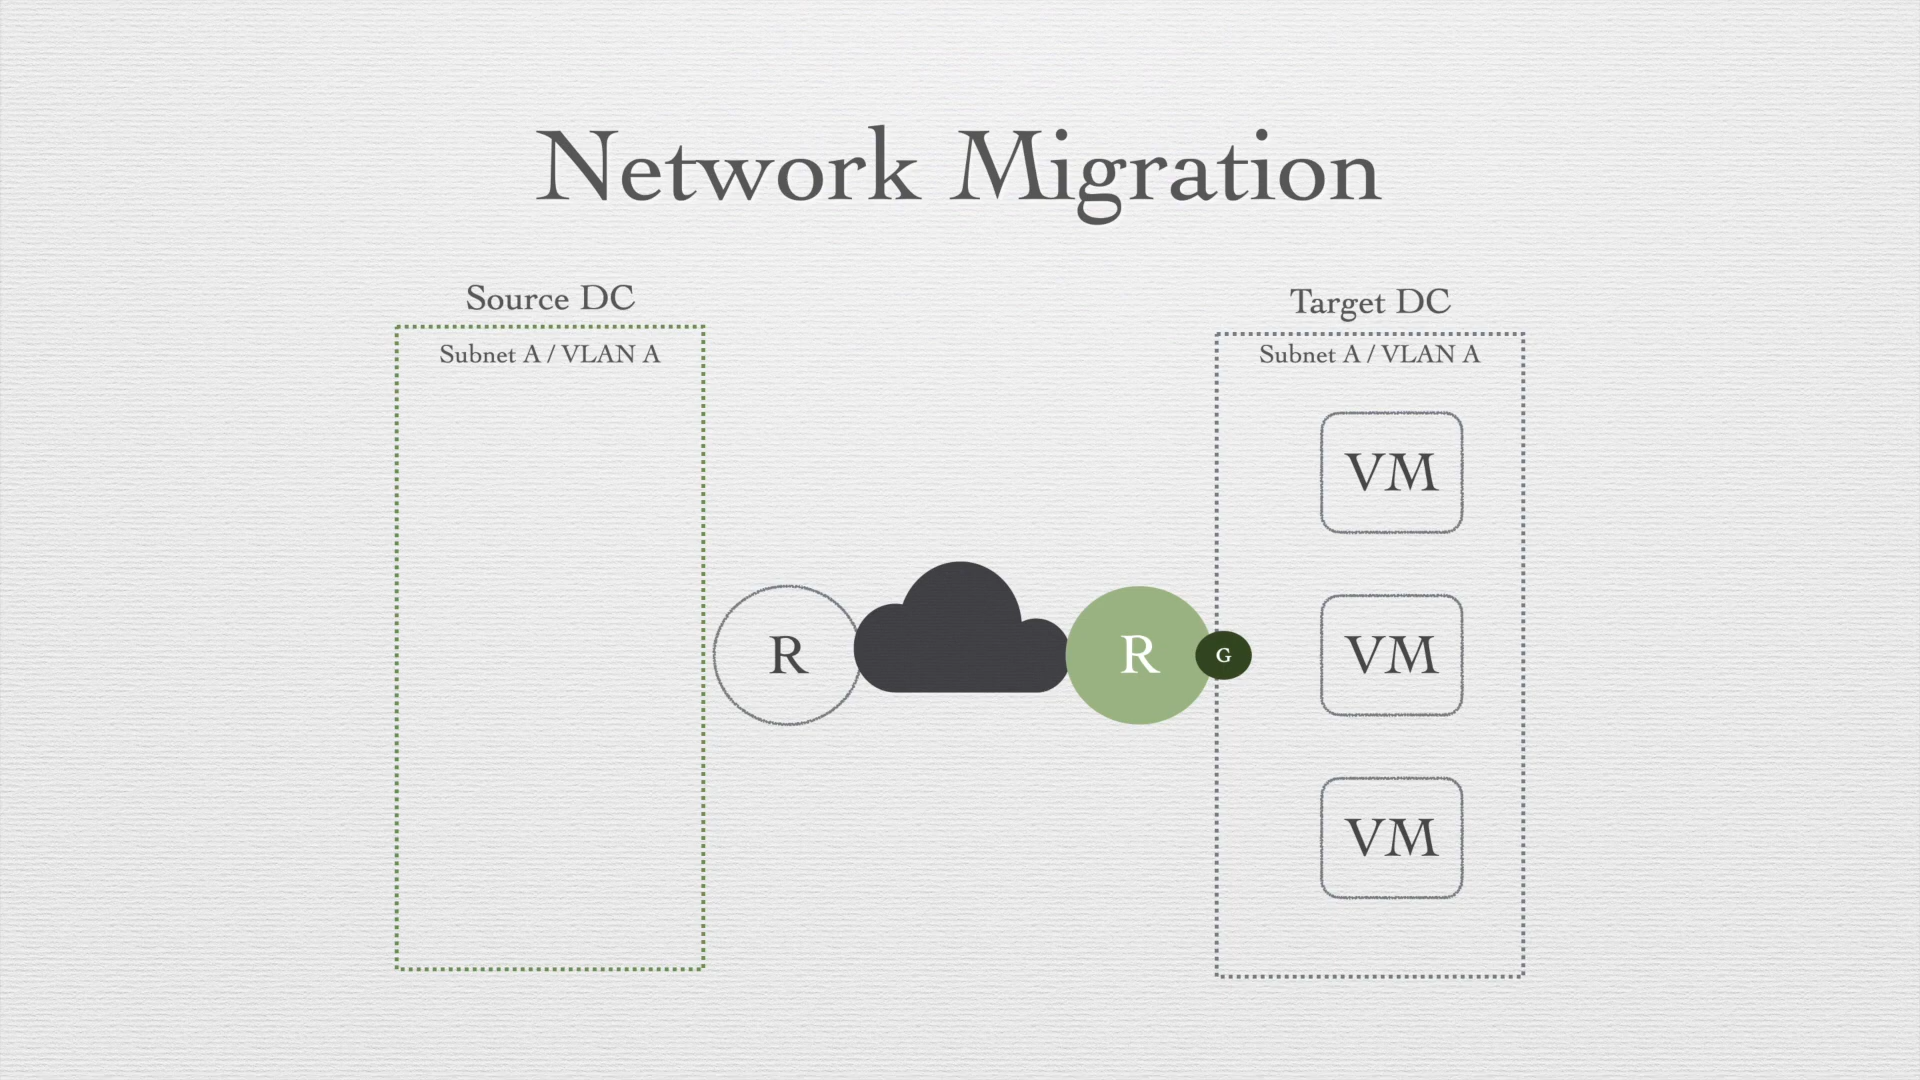 Network Migration
Source DC
Target DC
Subnet A / VLAN A
Subnet A / VLAN A
VM
R
R
G
VM
VM